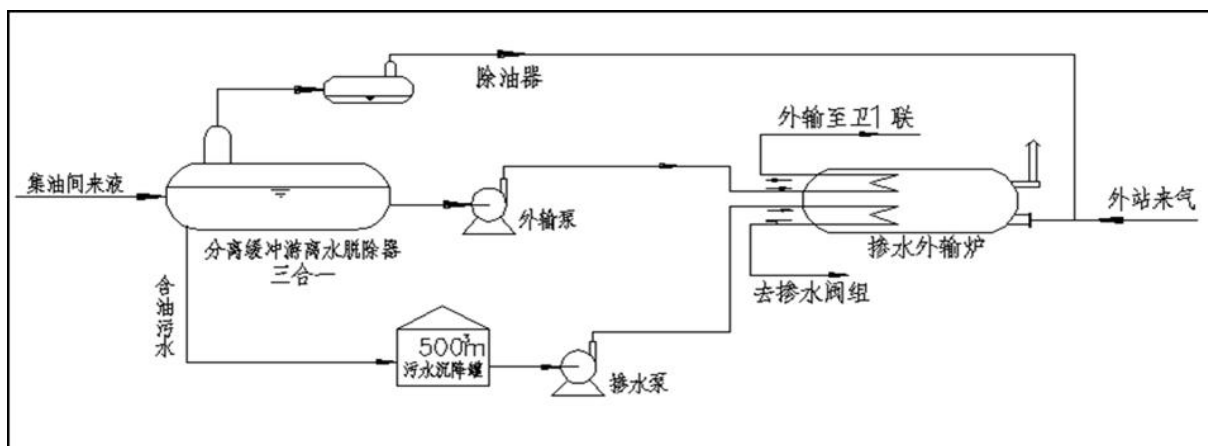 除油器
外输至卫1联
集油间来液
外输泵
外站来气
分离缓冲游离水脱除器
三合一
掺水外输炉
含油污水
去掺水阀组
500m³
污水沉降罐
掺水泵